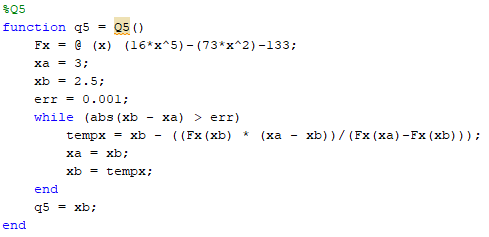 %Q5
function q5 = Q5()
    Fx = @ (x) (16*x^5)-(73*x^2)-133;
    xa = 3;
    xb = 2.5;
    err = 0.001;
    while (abs(xb - xa) > err)
        tempx = xb - ((Fx(xb) * (xa - xb))/(Fx(xa)-Fx(xb)));
        xa = xb;
        xb = tempx;
    end
    q5 = xb;
end